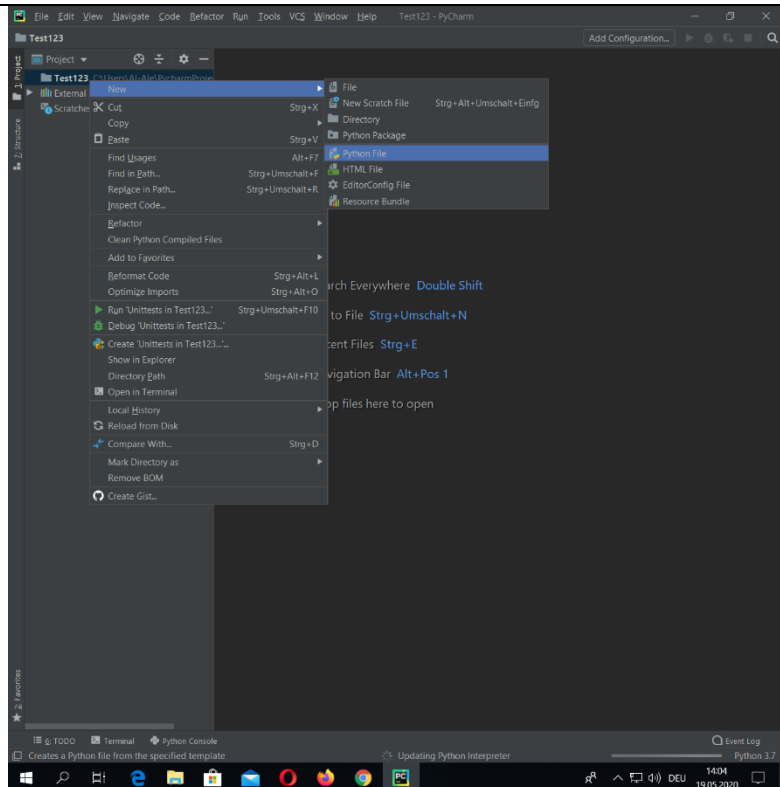 File Edit View Navigate Code Refactor Run Tools VCS Window Help Test123 - PyCharm
Test123 Add Configuration...
1: Project
Project
Test123 C:\Users\Al-Ale\PycharmProje
External
Scratche
New
Cut Strg+X
Copy
Paste Strg+V
Find Usages Alt+F7
Find in Path... Strg+Umschalt+F
Replace in Path... Strg+Umschalt+R
Inspect Code...
Refactor
Clean Python Compiled Files
Add to Favorites
Reformat Code Strg+Alt+L
Optimize Imports Strg+Alt+O
Run 'Unittests in Test123...' Strg+Umschalt+F10
Debug 'Unittests in Test123...'
Create 'Unittests in Test123...'...
Show in Explorer
Directory Path Strg+Alt+F12
Open in Terminal
Local History
Reload from Disk
Compare With... Strg+D
Mark Directory as
Remove BOM
Create Gist...
File
New Scratch File Strg+Alt+Umschalt+Einfg
Directory
Python Package
Python File
HTML File
EditorConfig File
Resource Bundle
rch Everywhere Double Shift
to File Strg+Umschalt+N
cent Files Strg+E
vigation Bar Alt+Pos 1
op files here to open
7: Structure
2: Favorites
6: TODO Terminal Python Console Event Log
Creates a Python file from the specified template Updating Python Interpreter Python 3.7
DEU 14:04
19.05.2020